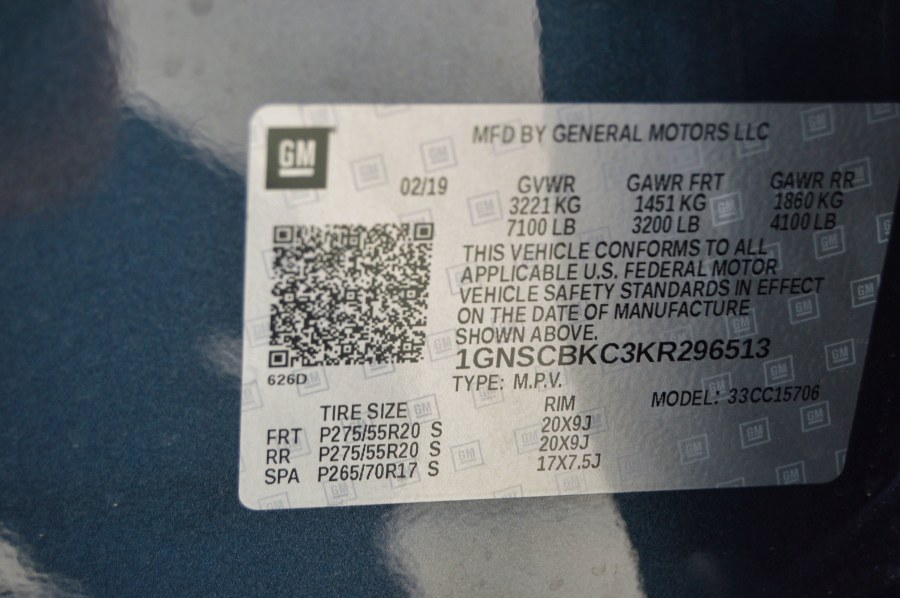 GM
MFD BY GENERAL MOTORS LLC
02/19
GVWR GAWR FRT GAWR RR
3221 KG 1451 KG 1860 KG
7100 LB 3200 LB 4100 LB
THIS VEHICLE CONFORMS TO ALL
APPLICABLE U.S. FEDERAL MOTOR
VEHICLE SAFETY STANDARDS IN EFFECT
ON THE DATE OF MANUFACTURE
SHOWN ABOVE.
1GNSCBKC3KR296513
626D
TYPE: M.P.V.
MODEL: 33CC15706
TIRE SIZE RIM
FRT P275/55R20 S 20X9J
RR P275/55R20 S 20X9J
SPA P265/70R17 S 17X7.5J